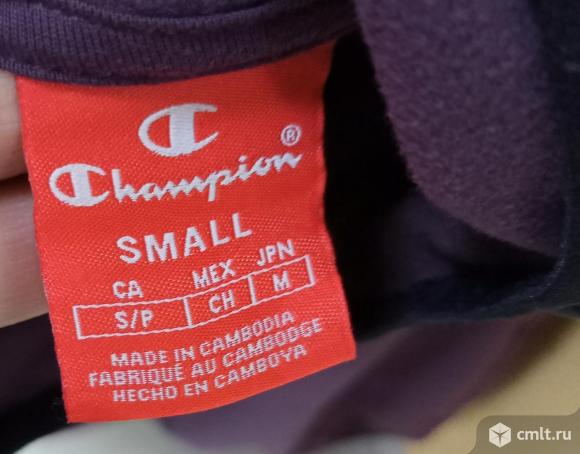 Champion®
SMALL
CA MEX JPN
S/P CH M
MADE IN CAMBODIA
FABRIQUÉ AU CAMBODGE
HECHO EN CAMBOYA
cmlt.ru